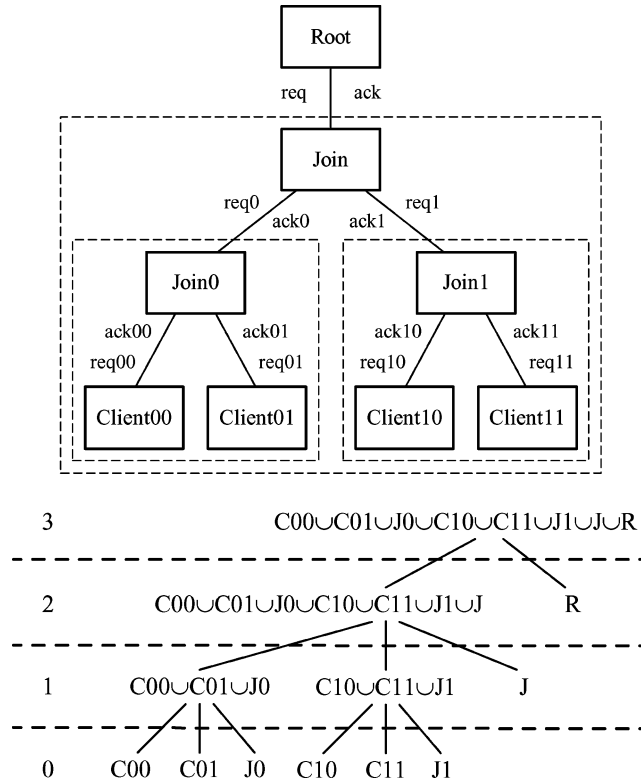 Root
req ack
Join
req0 req1
ack0 ack1
Join0 Join1
ack00 ack01 ack10 ack11
req00 req01 req10 req11
Client00 Client01 Client10 Client11
3 C00∪C01∪J0∪C10∪C11∪J1∪J∪R
2 C00∪C01∪J0∪C10∪C11∪J1∪J R
1 C00∪C01∪J0 C10∪C11∪J1 J
0 C00 C01 J0 C10 C11 J1